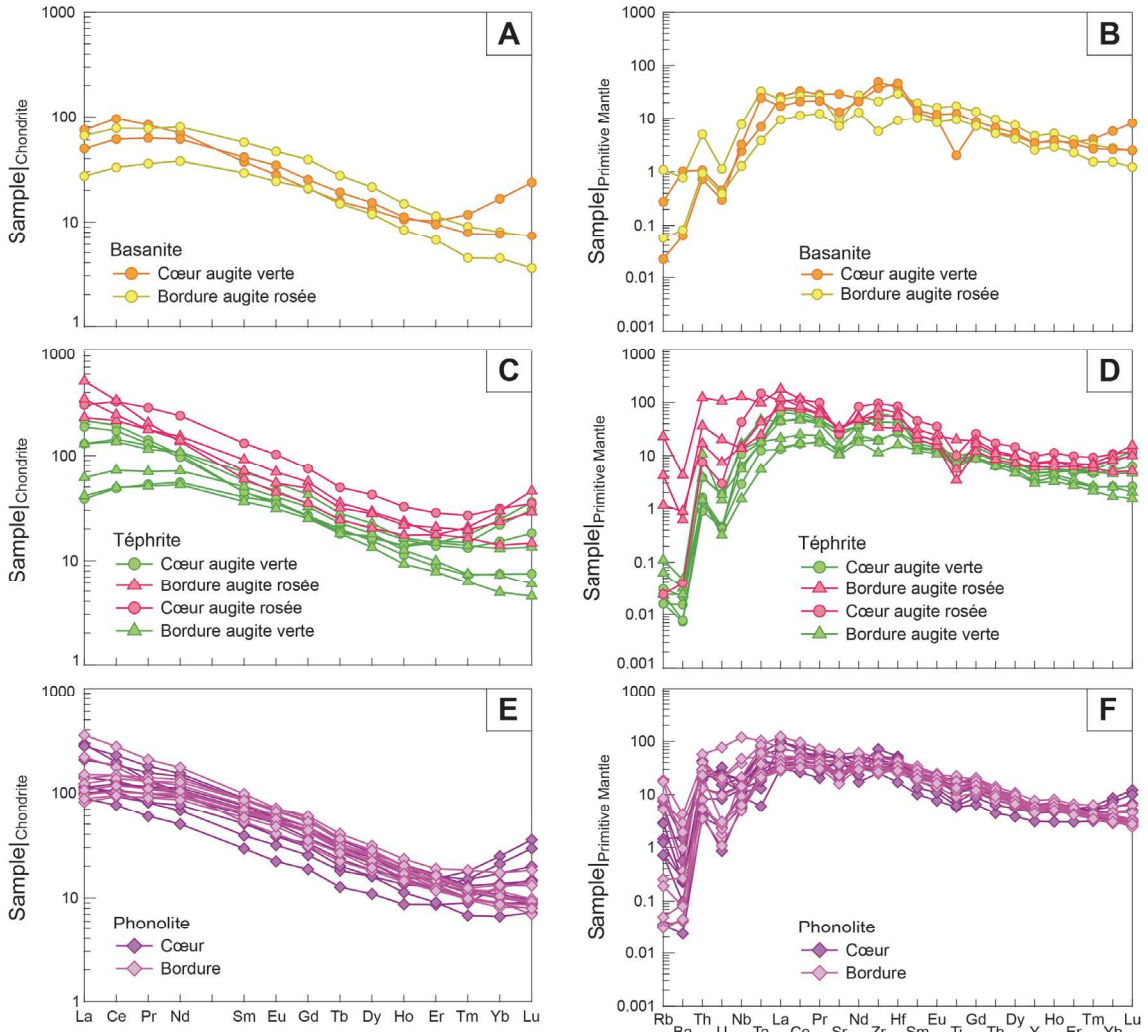 A
1000
100
10
1
Sample|Chondrite
Basanite
Cœur augite verte
Bordure augite rosée
B
1000
100
10
1
0.1
0.01
0.001
Sample|Primitive Mantle
Basanite
Cœur augite verte
Bordure augite rosée
C
1000
100
10
1
Sample|Chondrite
Téphrite
Cœur augite verte
Bordure augite rosée
Cœur augite rosée
Bordure augite verte
D
1000
100
10
1
0.1
0.01
0.001
Sample|Primitive Mantle
Téphrite
Cœur augite verte
Bordure augite rosée
Cœur augite rosée
Bordure augite verte
E
1000
100
10
1
Sample|Chondrite
Phonolite
Cœur
Bordure
La Ce Pr Nd Sm Eu Gd Tb Dy Ho Er Tm Yb Lu
F
1000
100
10
1
0.1
0.01
0.001
Sample|Primitive Mantle
Phonolite
Cœur
Bordure
Rb Th Nb La Pr Nd Hf Eu Gd Dy Ho Tm Lu
Ba U Ta Ce Sr Zr Sm Ti Tb Y Er Yb